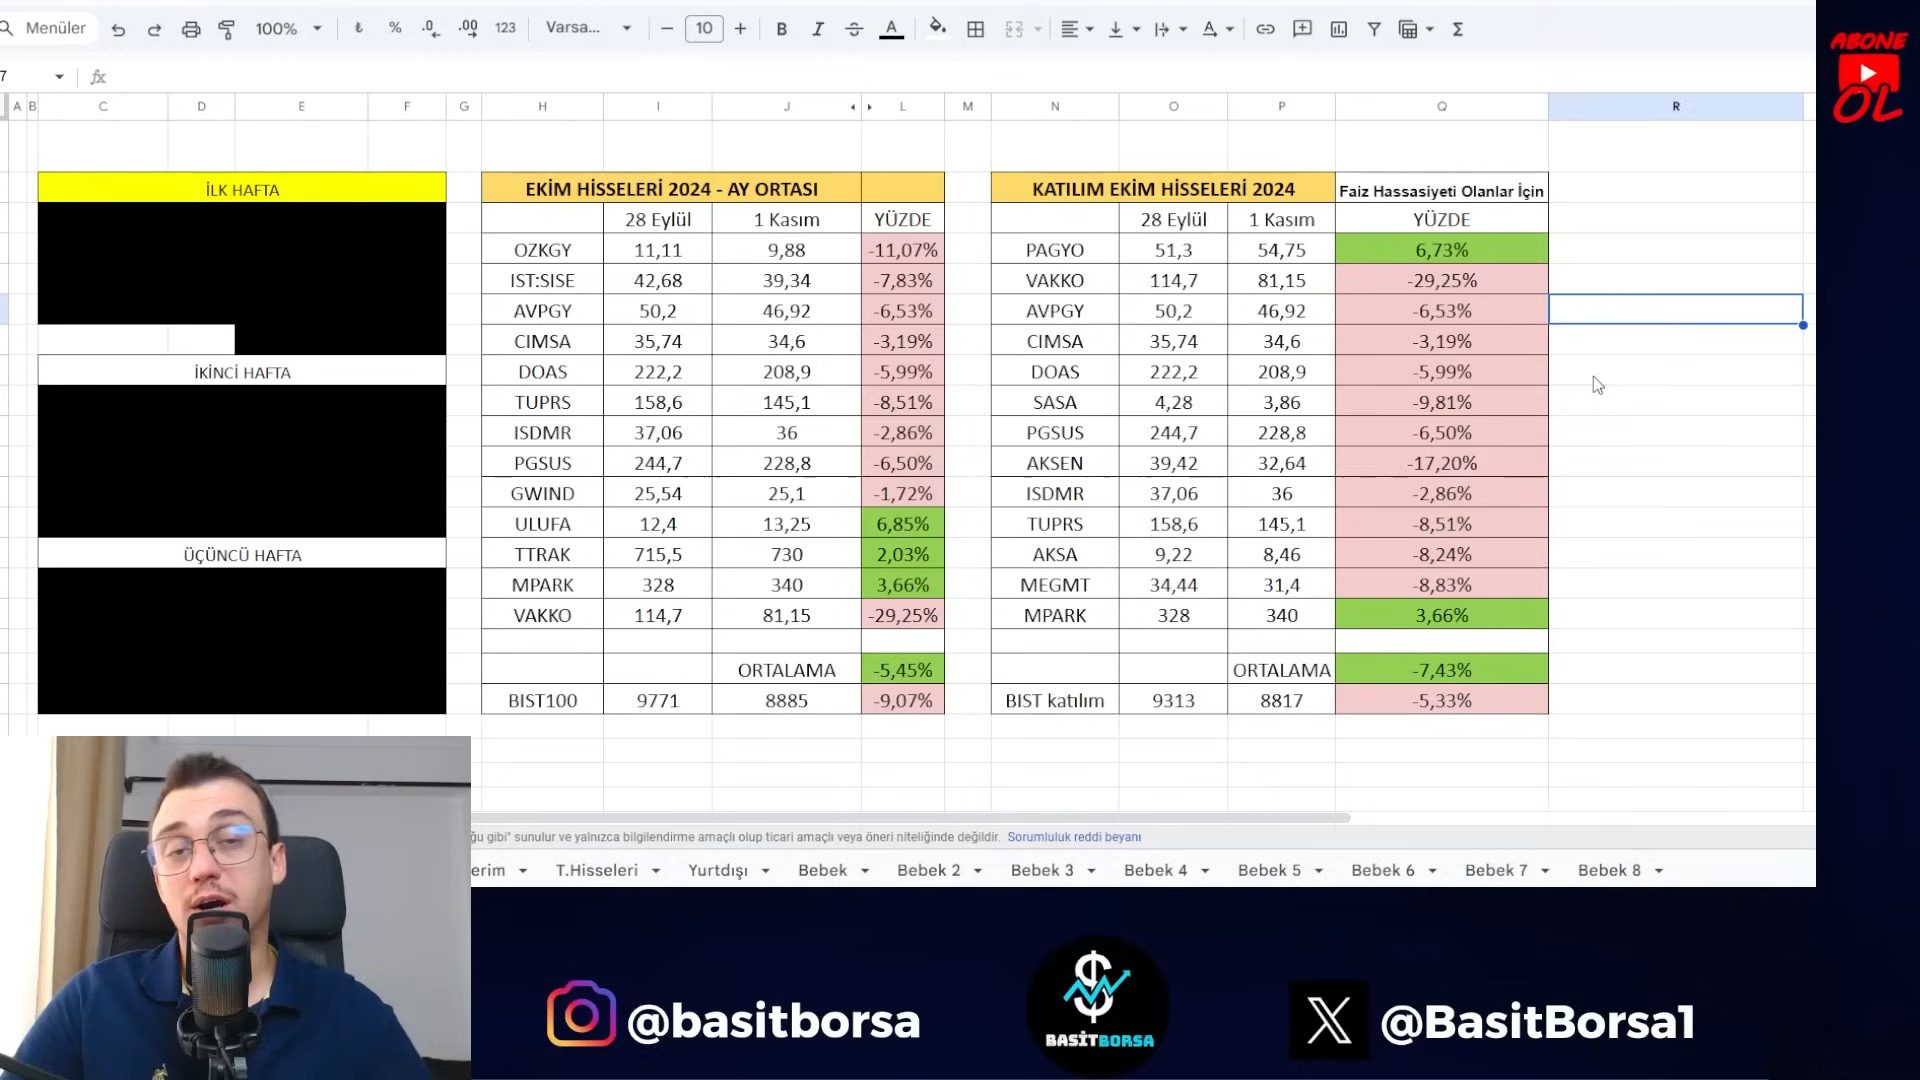 Menüler 100% ₺ % .0 .00 123 Varsa... 10 B I A Σ
7 fx
A B C D E F G H I J L M N O P Q R
İLK HAFTA
İKİNCİ HAFTA
ÜÇÜNCÜ HAFTA
EKİM HİSSELERİ 2024 - AY ORTASI
28 Eylül 1 Kasım YÜZDE
OZKGY 11,11 9,88 -11,07%
IST:SISE 42,68 39,34 -7,83%
AVPGY 50,2 46,92 -6,53%
CIMSA 35,74 34,6 -3,19%
DOAS 222,2 208,9 -5,99%
TUPRS 158,6 145,1 -8,51%
ISDMR 37,06 36 -2,86%
PGSUS 244,7 228,8 -6,50%
GWIND 25,54 25,1 -1,72%
ULUFA 12,4 13,25 6,85%
TTRAK 715,5 730 2,03%
MPARK 328 340 3,66%
VAKKO 114,7 81,15 -29,25%
ORTALAMA -5,45%
BIST100 9771 8885 -9,07%
KATILIM EKİM HİSSELERİ 2024 Faiz Hassasiyeti Olanlar İçin
28 Eylül 1 Kasım YÜZDE
PAGYO 51,3 54,75 6,73%
VAKKO 114,7 81,15 -29,25%
AVPGY 50,2 46,92 -6,53%
CIMSA 35,74 34,6 -3,19%
DOAS 222,2 208,9 -5,99%
SASA 4,28 3,86 -9,81%
PGSUS 244,7 228,8 -6,50%
AKSEN 39,42 32,64 -17,20%
ISDMR 37,06 36 -2,86%
TUPRS 158,6 145,1 -8,51%
AKSA 9,22 8,46 -8,24%
MEGMT 34,44 31,4 -8,83%
MPARK 328 340 3,66%
ORTALAMA -7,43%
BIST katılım 9313 8817 -5,33%
ğu gibi" sunulur ve yalnızca bilgilendirme amaçlı olup ticari amaçlı veya öneri niteliğinde değildir. Sorumluluk reddi beyanı
erim T.Hisseleri Yurtdışı Bebek Bebek 2 Bebek 3 Bebek 4 Bebek 5 Bebek 6 Bebek 7 Bebek 8
ABONE
OL
@basitborsa
BASİTBORSA
@BasitBorsa1